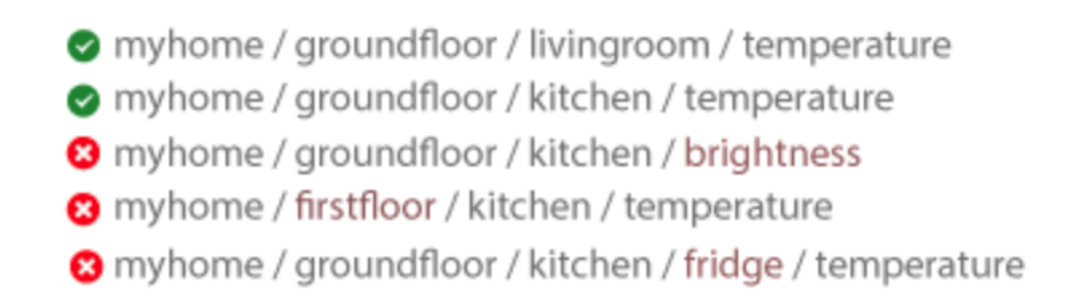 myhome / groundfloor / livingroom / temperature
myhome / groundfloor / kitchen / temperature
myhome / groundfloor / kitchen / brightness
myhome / firstfloor / kitchen / temperature
myhome / groundfloor / kitchen / fridge / temperature